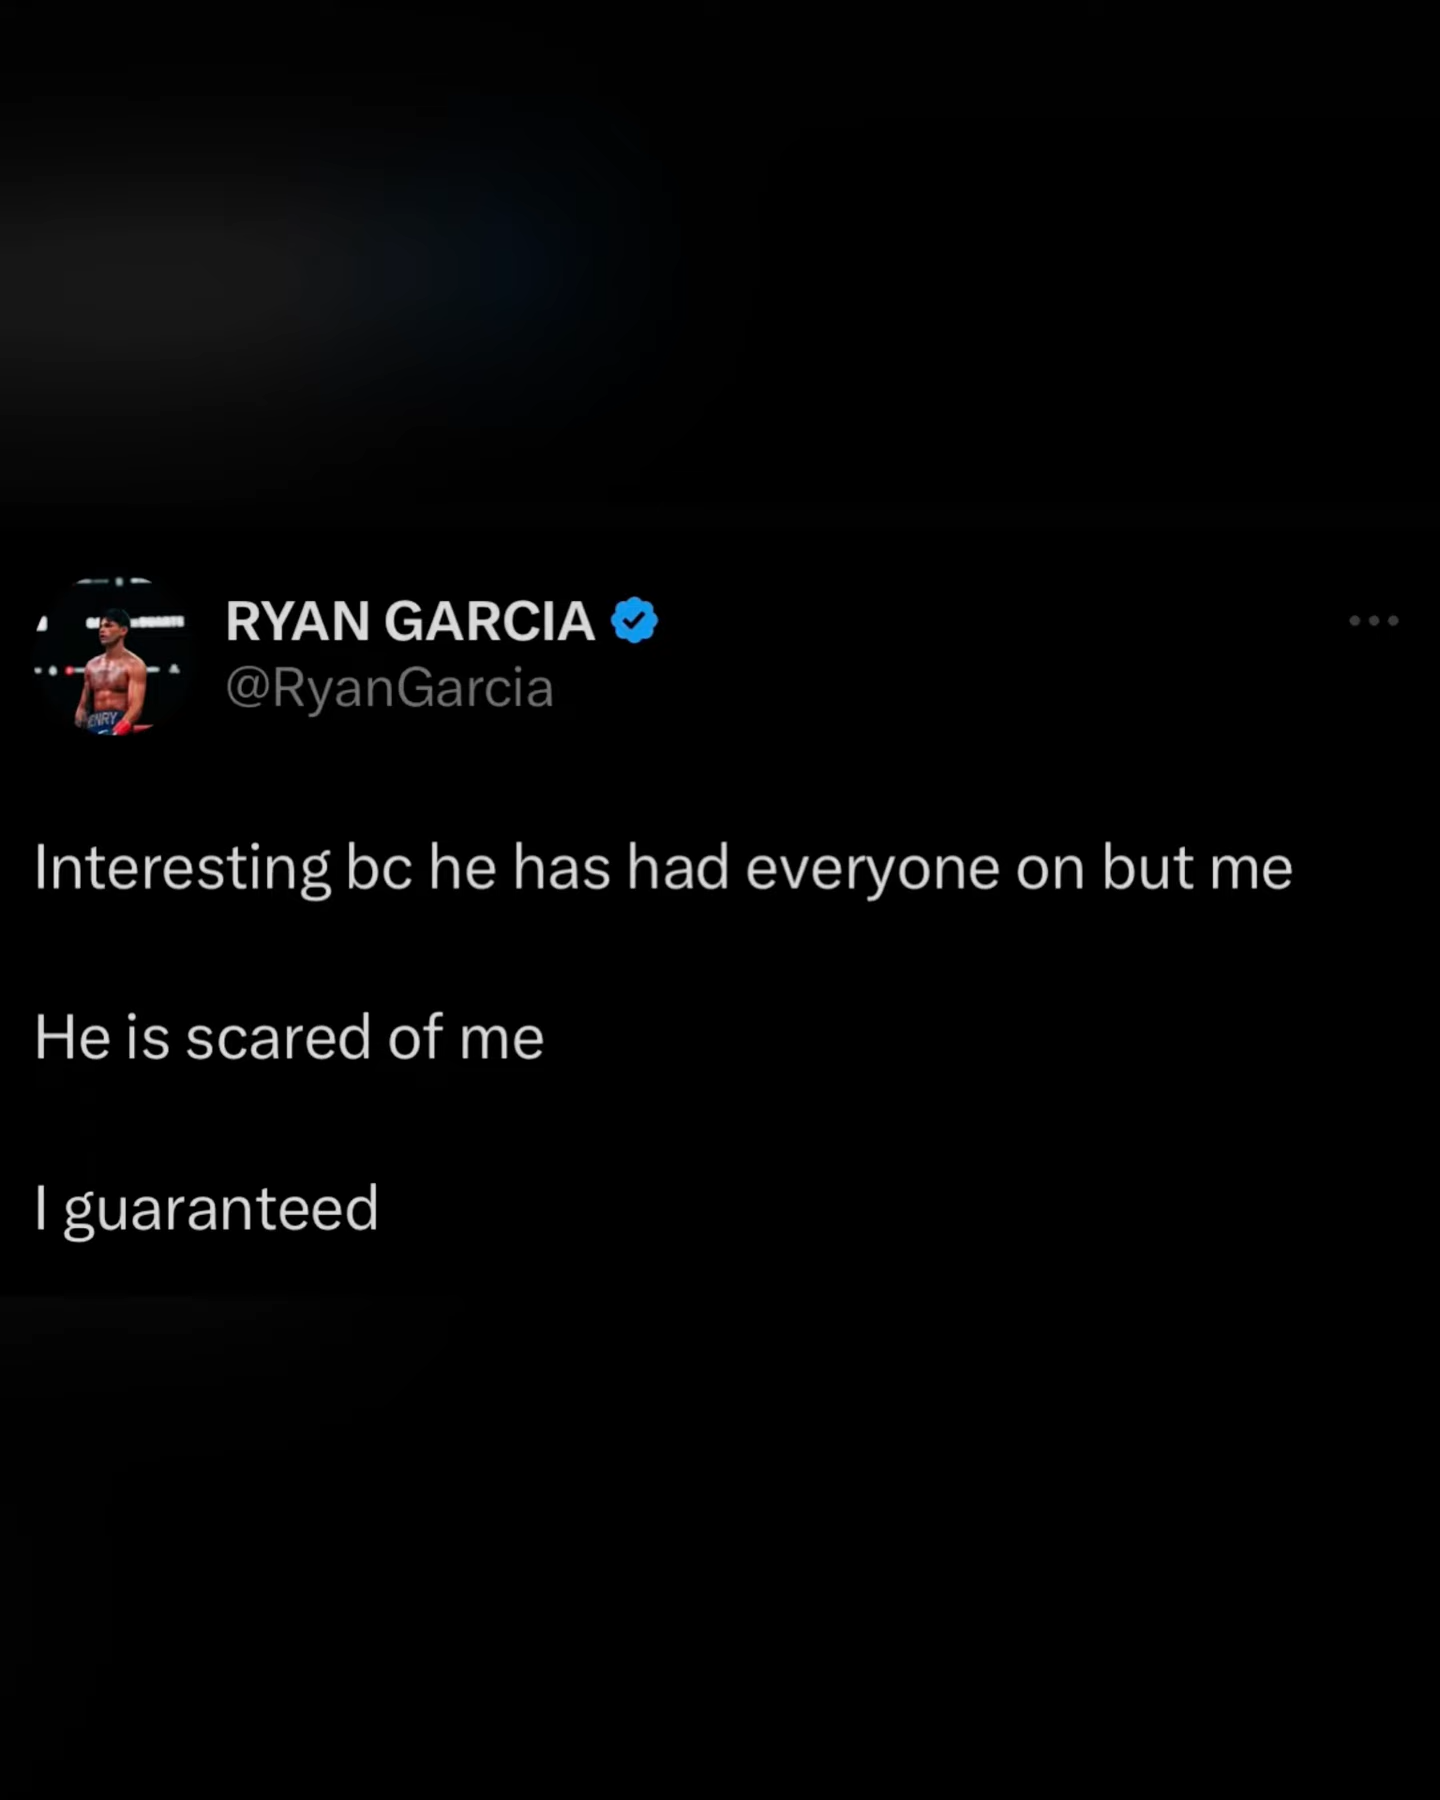 RYAN GARCIA
@RyanGarcia
Interesting bc he has had everyone on but me
He is scared of me
I guaranteed